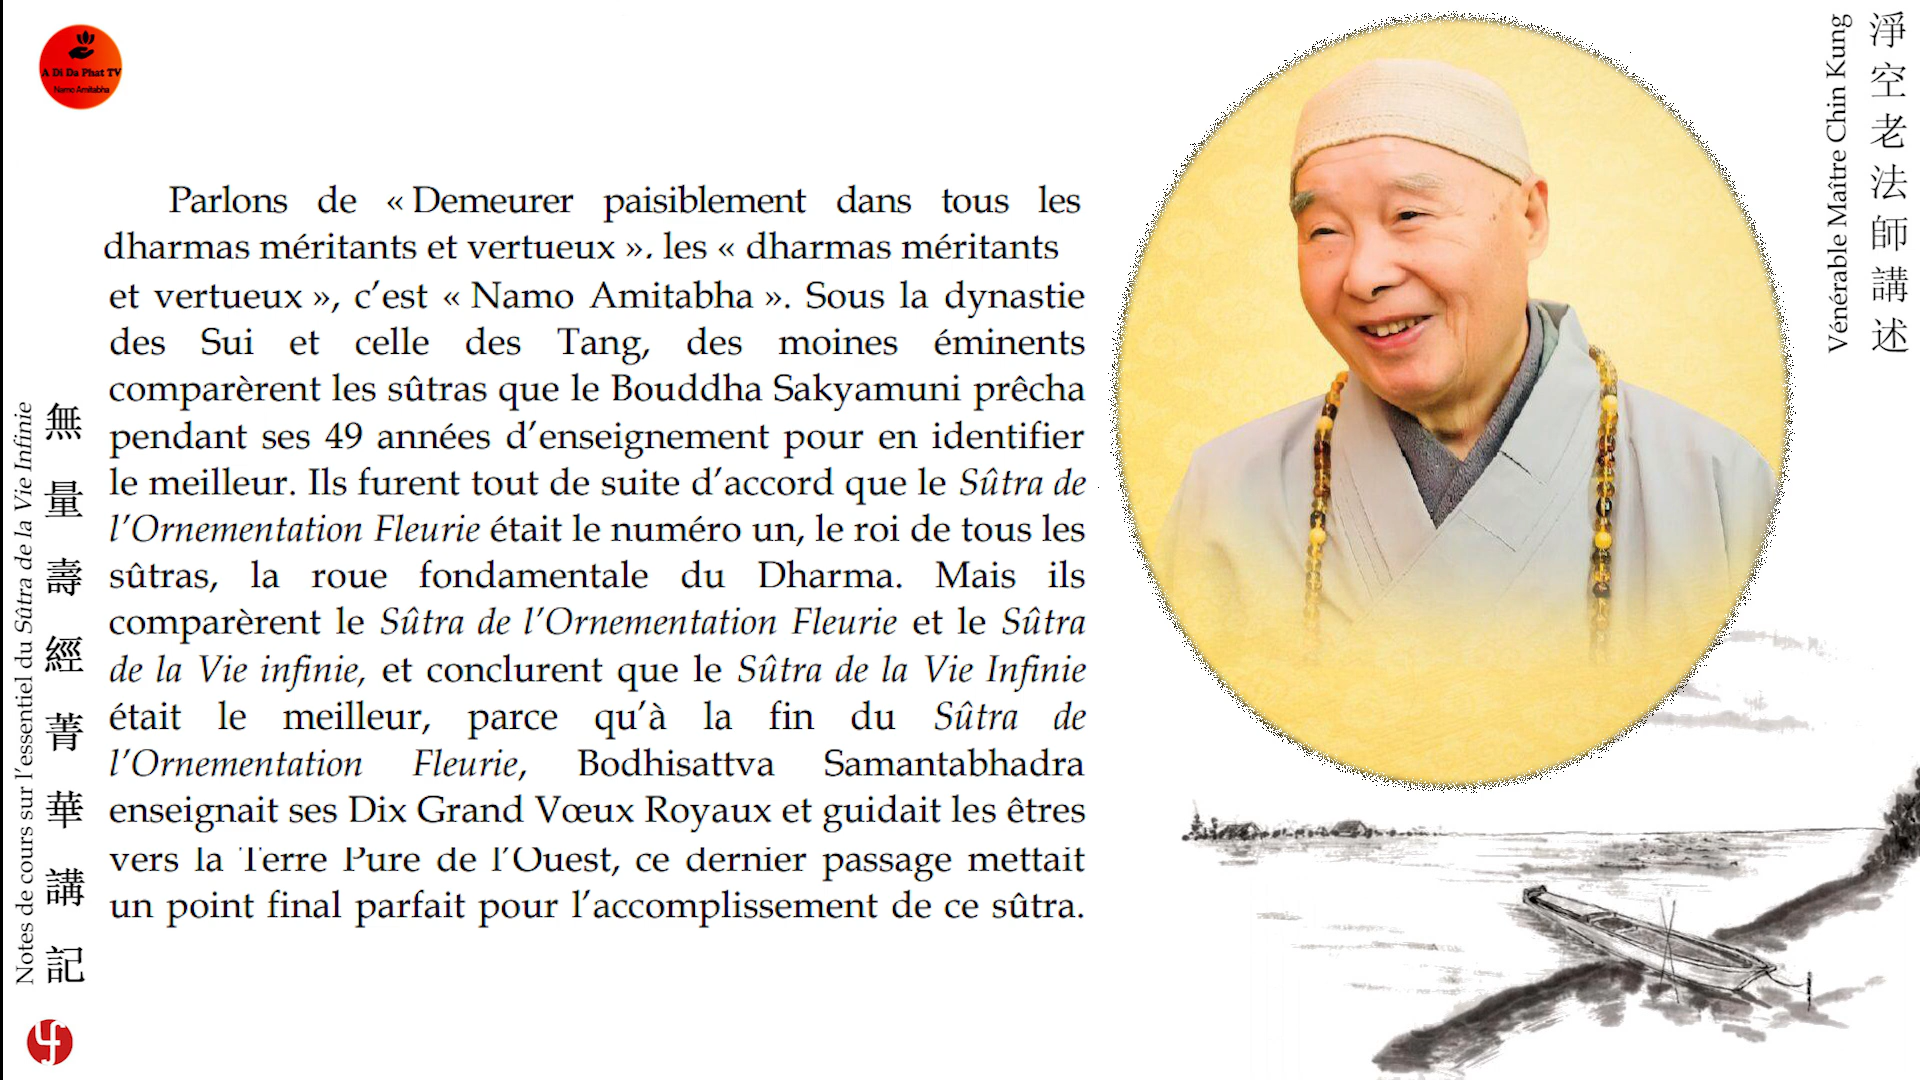 A Di Da Phat TV
Namo Amitabha
Parlons de « Demeurer paisiblement dans tous les
dharmas méritants et vertueux ». les « dharmas méritants
et vertueux », c’est « Namo Amitabha ». Sous la dynastie
des Sui et celle des Tang, des moines éminents
comparèrent les sûtras que le Bouddha Sakyamuni prêcha
pendant ses 49 années d’enseignement pour en identifier
le meilleur. Ils furent tout de suite d’accord que le Sûtra de
l’Ornementation Fleurie était le numéro un, le roi de tous les
sûtras, la roue fondamentale du Dharma. Mais ils
comparèrent le Sûtra de l’Ornementation Fleurie et le Sûtra
de la Vie infinie, et conclurent que le Sûtra de la Vie Infinie
était le meilleur, parce qu’à la fin du Sûtra de
l’Ornementation Fleurie, Bodhisattva Samantabhadra
enseignait ses Dix Grand Vœux Royaux et guidait les êtres
vers la Terre Pure de l’Ouest, ce dernier passage mettait
un point final parfait pour l’accomplissement de ce sûtra.
Notes de cours sur l’essentiel du Sûtra de la Vie Infinie
無量壽經菁華講記
Vénérable Maître Chin Kung
淨空老法師講述